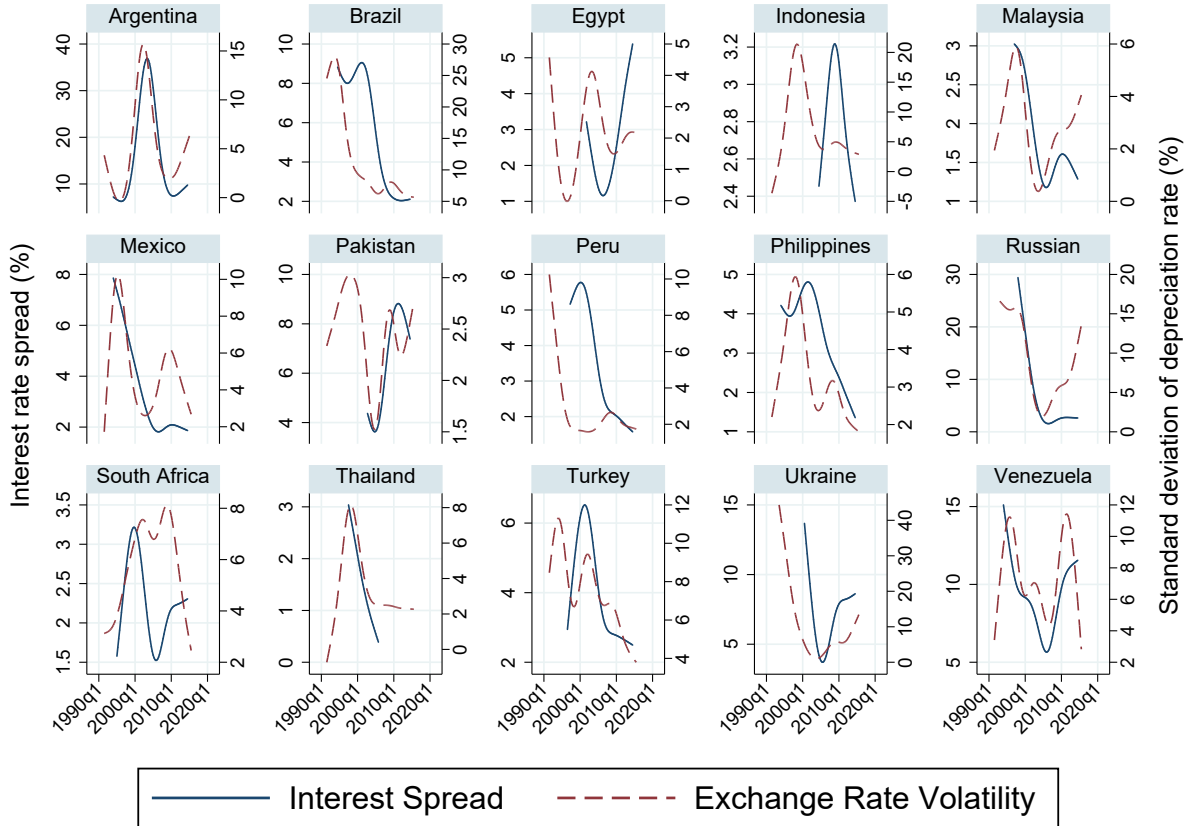 Argentina Brazil Egypt Indonesia Malaysia
40 30 20 10
15 10 5 0
10 8 6 4 2
30 25 20 15 10 5
5 4 3 2 1
5 4 3 2 1 0
3.2 3 2.8 2.6 2.4
20 15 10 5 0 -5
3 2.5 2 1.5 1
6 4 2 0
Mexico Pakistan Peru Philippines Russian
8 6 4 2
10 8 6 4 2
10 8 6 4
3 2.5 2 1.5
6 5 4 3 2
10 8 6 4 2
5 4 3 2 1
6 5 4 3 2
30 20 10 0
20 15 10 5 0
South Africa Thailand Turkey Ukraine Venezuela
3.5 3 2.5 2 1.5
8 6 4 2
3 2 1 0
8 6 4 2 0
6 4 2
12 10 8 6 4
15 10 5
40 30 20 10 0
15 10 5
12 10 8 6 4 2
1990q1 2000q1 2010q1 2020q1
1990q1 2000q1 2010q1 2020q1
1990q1 2000q1 2010q1 2020q1
1990q1 2000q1 2010q1 2020q1
1990q1 2000q1 2010q1 2020q1
Interest rate spread (%)
Standard deviation of depreciation rate (%)
Interest Spread Exchange Rate Volatility